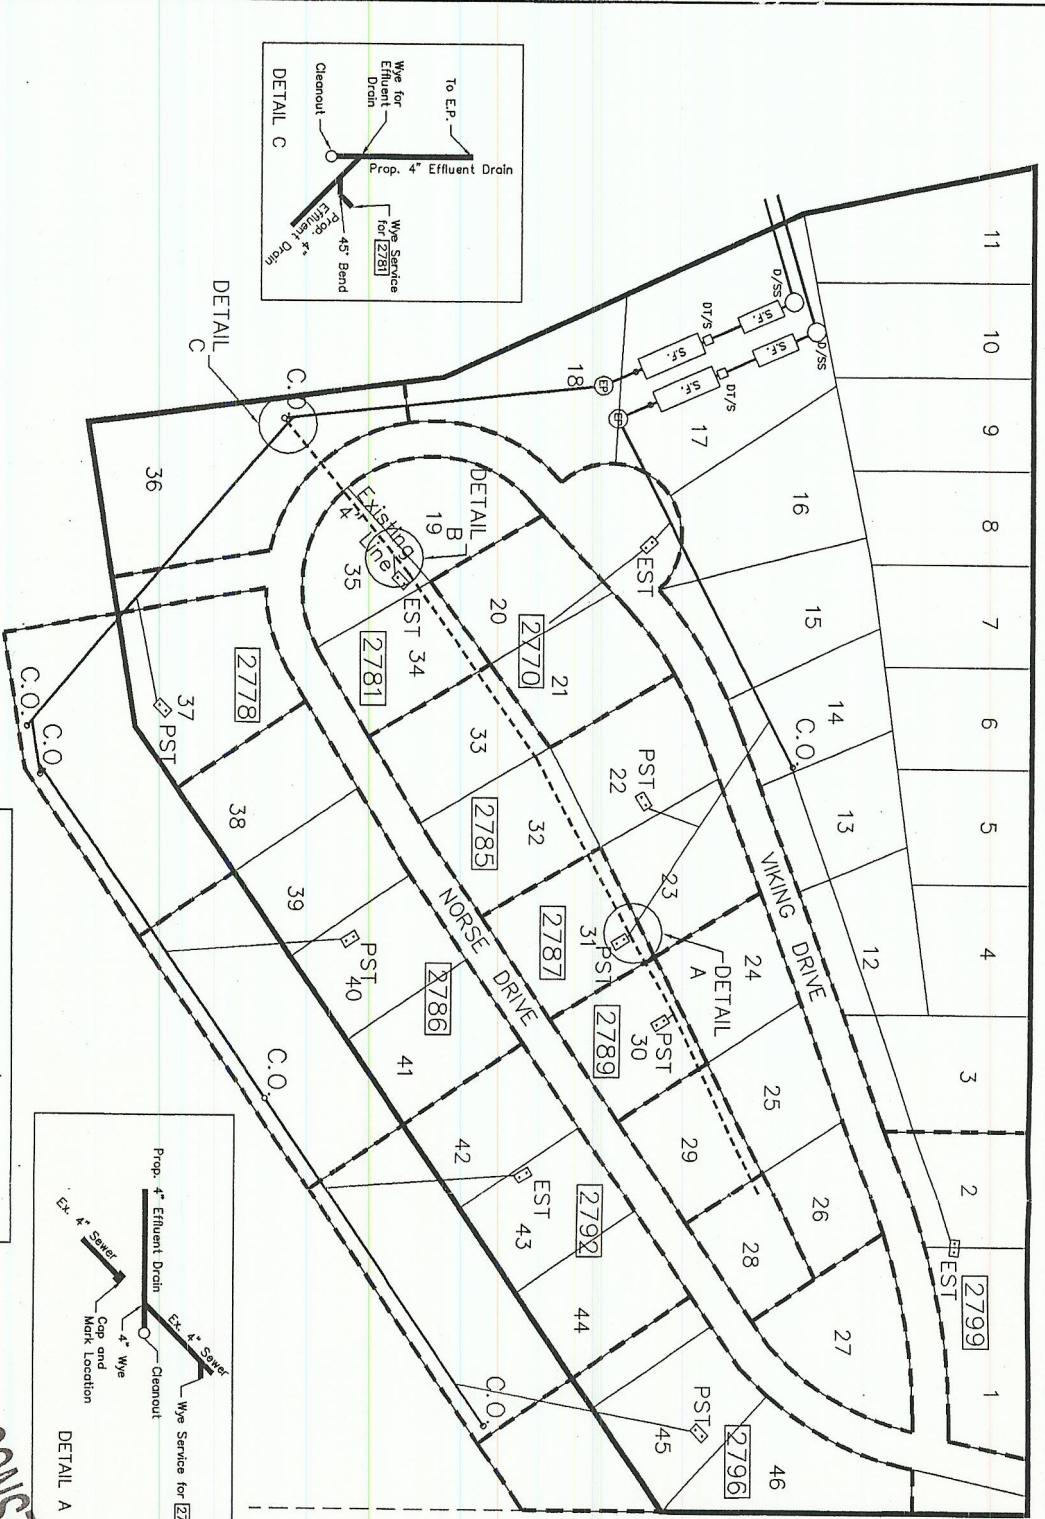 To E.P.
Wye for
Effluent
Drain
Cleanout
Prop. 4" Effluent Drain
Wye Service
for 2781
45° Bend
Prop. 4"
Effluent Drain
DETAIL C
DETAIL
C
11
10
9
8
7
6
5
4
3
2
1
D/SS
D/SS
S.F.
S.F.
DT/S
DT/S
S.F.
S.F.
EP
EP
18
17
16
15
14
13
12
C.O.
VIKING DRIVE
EST
2799
C.O.
36
DETAIL
B
19
Existing
4" Line
35
EST
34
20
2770
21
EST
2781
33
PST
22
2785
32
23
31
PST
2787
DETAIL
A
24
PST
30
2789
25
29
26
28
27
NORSE DRIVE
2778
37
PST
38
39
PST
40
2786
41
42
EST
43
2792
44
PST
45
2796
46
C.O.
C.O.
C.O.
C.O.
Prop. 4" Effluent Drain
Ex. 4" Sewer
Ex. 4" Sewer
Wye Service for
Cleanout
4" Wye
Cap and
Mark Location
DETAIL A